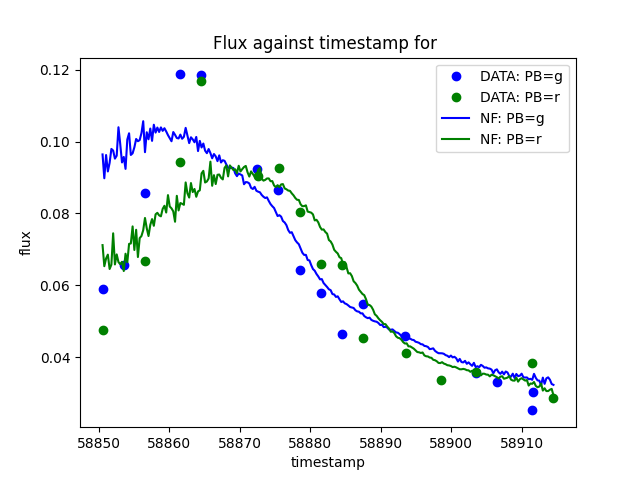 Flux against timestamp for
DATA: PB=g
DATA: PB=r
NF: PB=g
NF: PB=r
flux
0.12
0.10
0.08
0.06
0.04
58850 58860 58870 58880 58890 58900 58910
timestamp